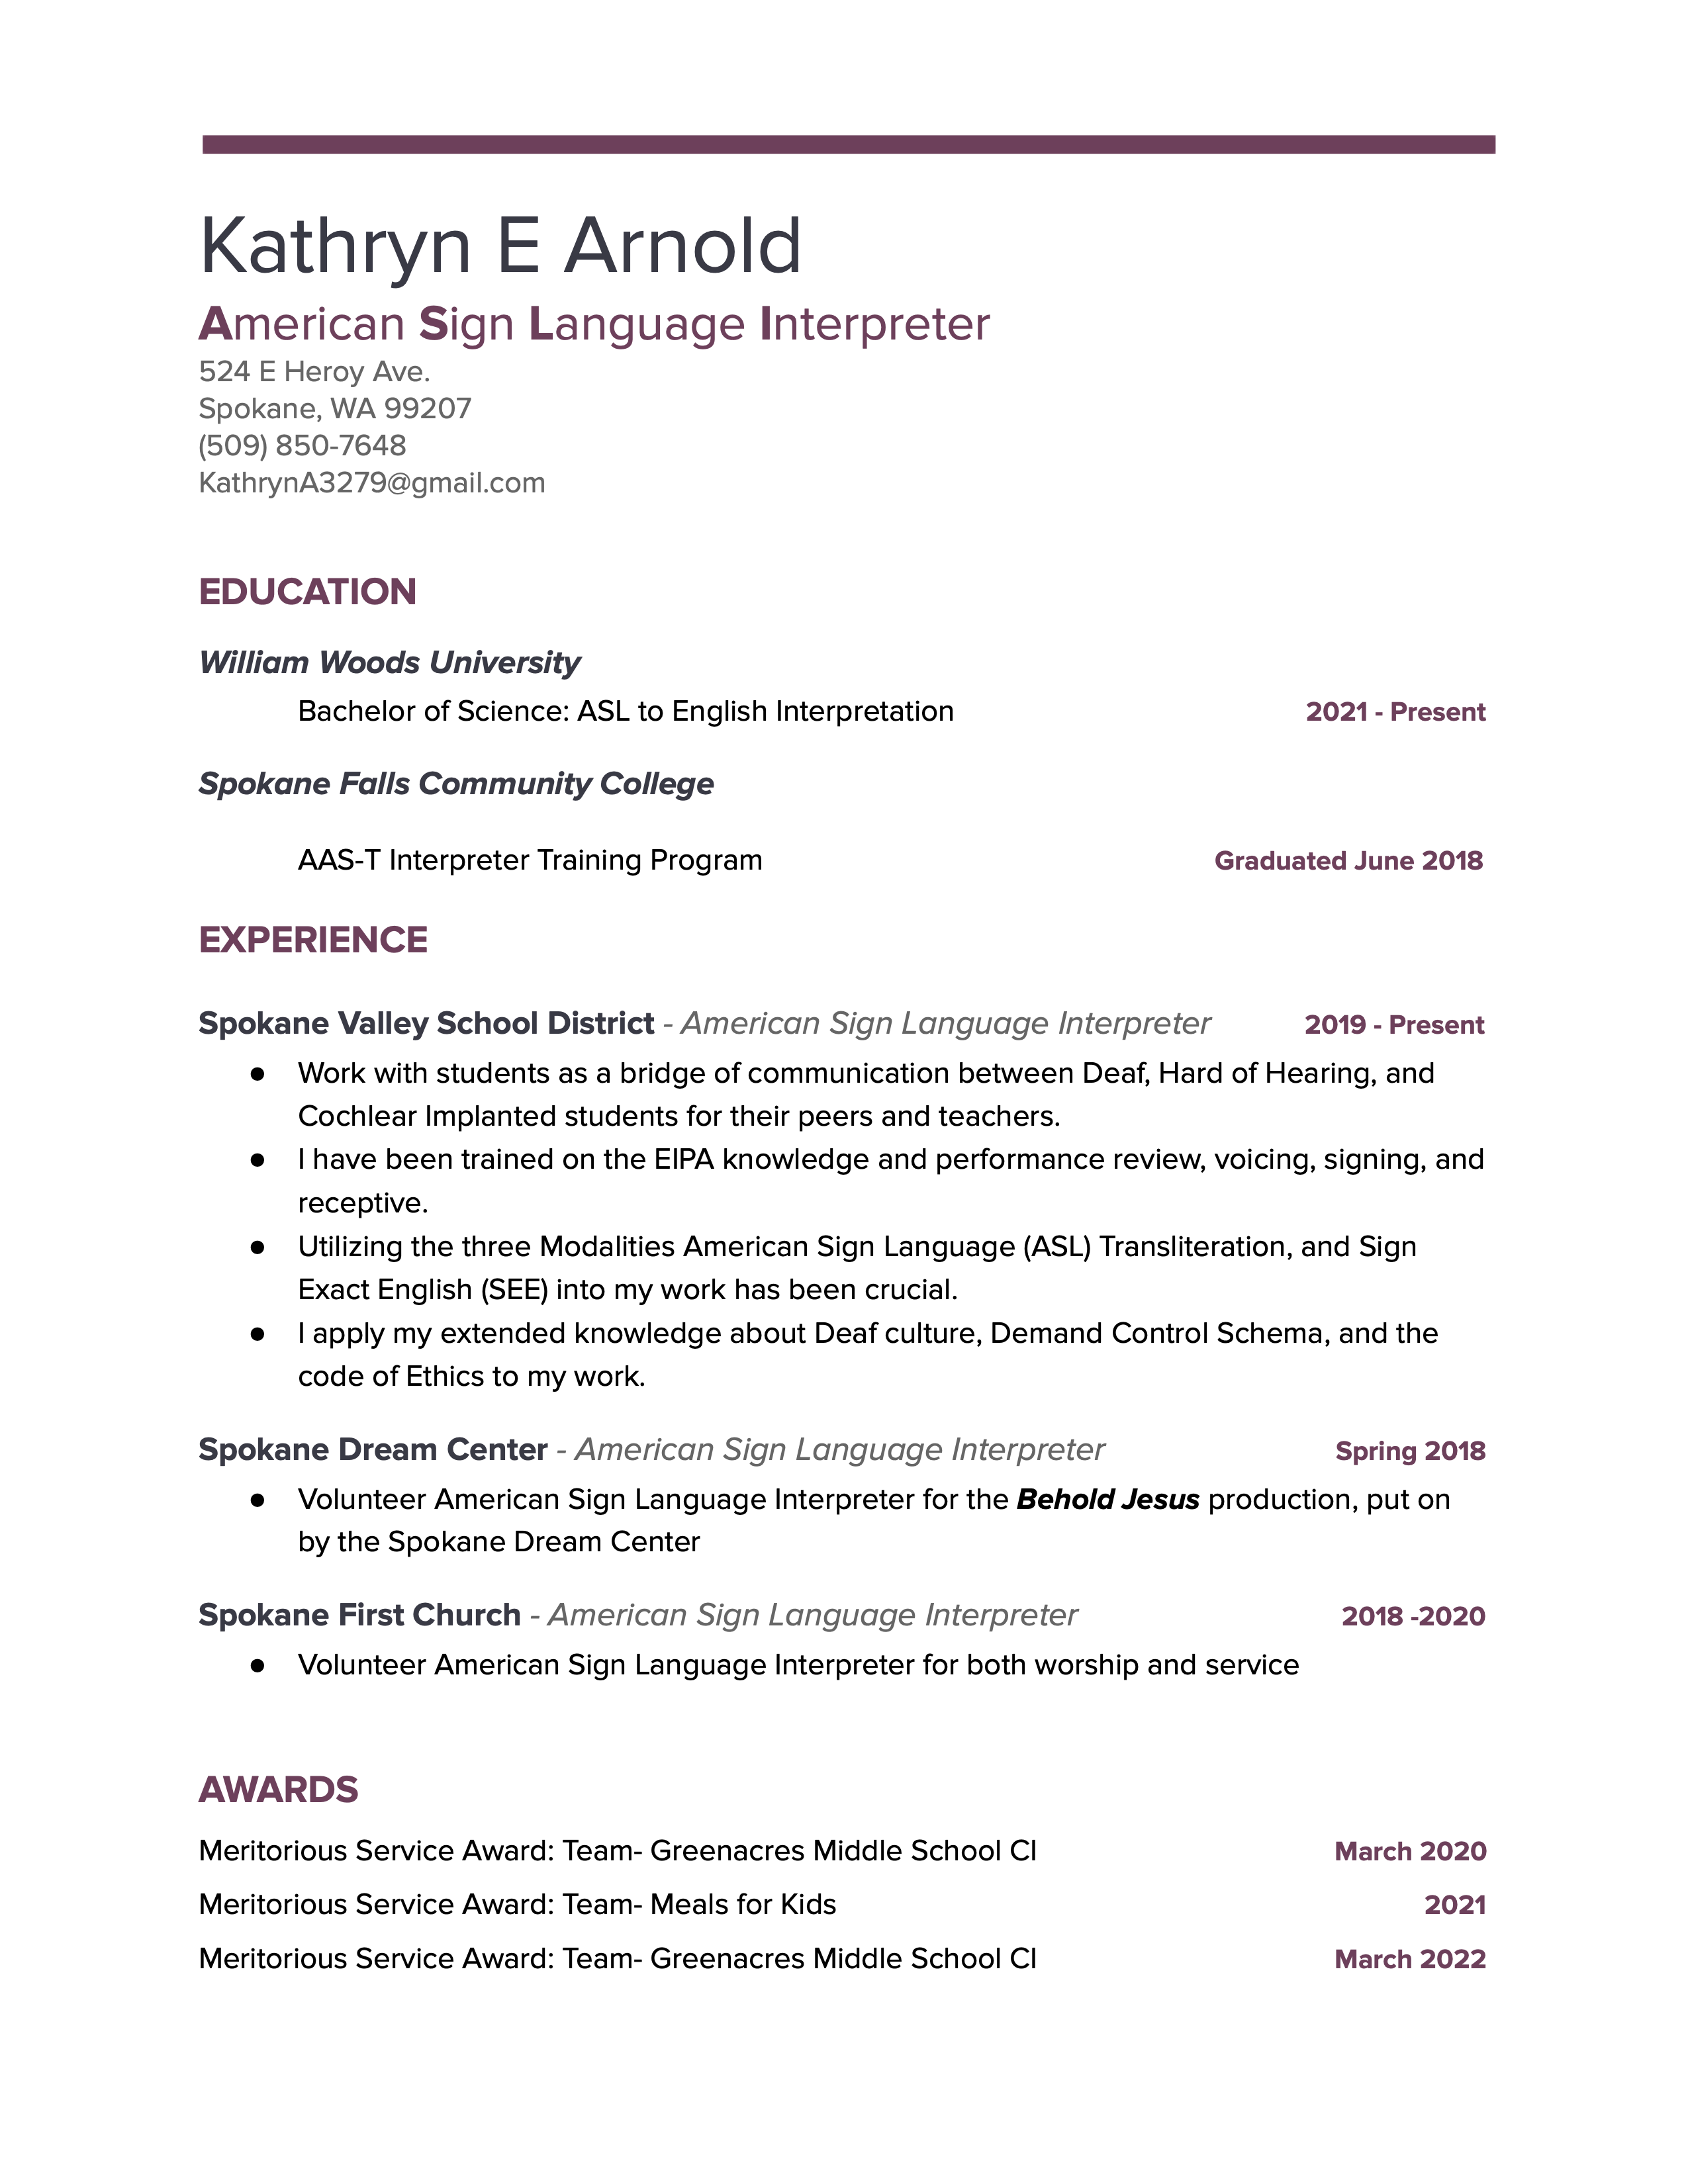 Kathryn E Arnold
American Sign Language Interpreter
524 E Heroy Ave.
Spokane, WA 99207
(509) 850-7648
KathrynA3279@gmail.com
EDUCATION
William Woods University
Bachelor of Science: ASL to English Interpretation 2021 - Present
Spokane Falls Community College
AAS-T Interpreter Training Program Graduated June 2018
EXPERIENCE
Spokane Valley School District - American Sign Language Interpreter 2019 - Present
● Work with students as a bridge of communication between Deaf, Hard of Hearing, and
Cochlear Implanted students for their peers and teachers.
● I have been trained on the EIPA knowledge and performance review, voicing, signing, and
receptive.
● Utilizing the three Modalities American Sign Language (ASL) Transliteration, and Sign
Exact English (SEE) into my work has been crucial.
● I apply my extended knowledge about Deaf culture, Demand Control Schema, and the
code of Ethics to my work.
Spokane Dream Center - American Sign Language Interpreter Spring 2018
● Volunteer American Sign Language Interpreter for the Behold Jesus production, put on
by the Spokane Dream Center
Spokane First Church - American Sign Language Interpreter 2018 -2020
● Volunteer American Sign Language Interpreter for both worship and service
AWARDS
Meritorious Service Award: Team- Greenacres Middle School CI March 2020
Meritorious Service Award: Team- Meals for Kids 2021
Meritorious Service Award: Team- Greenacres Middle School CI March 2022